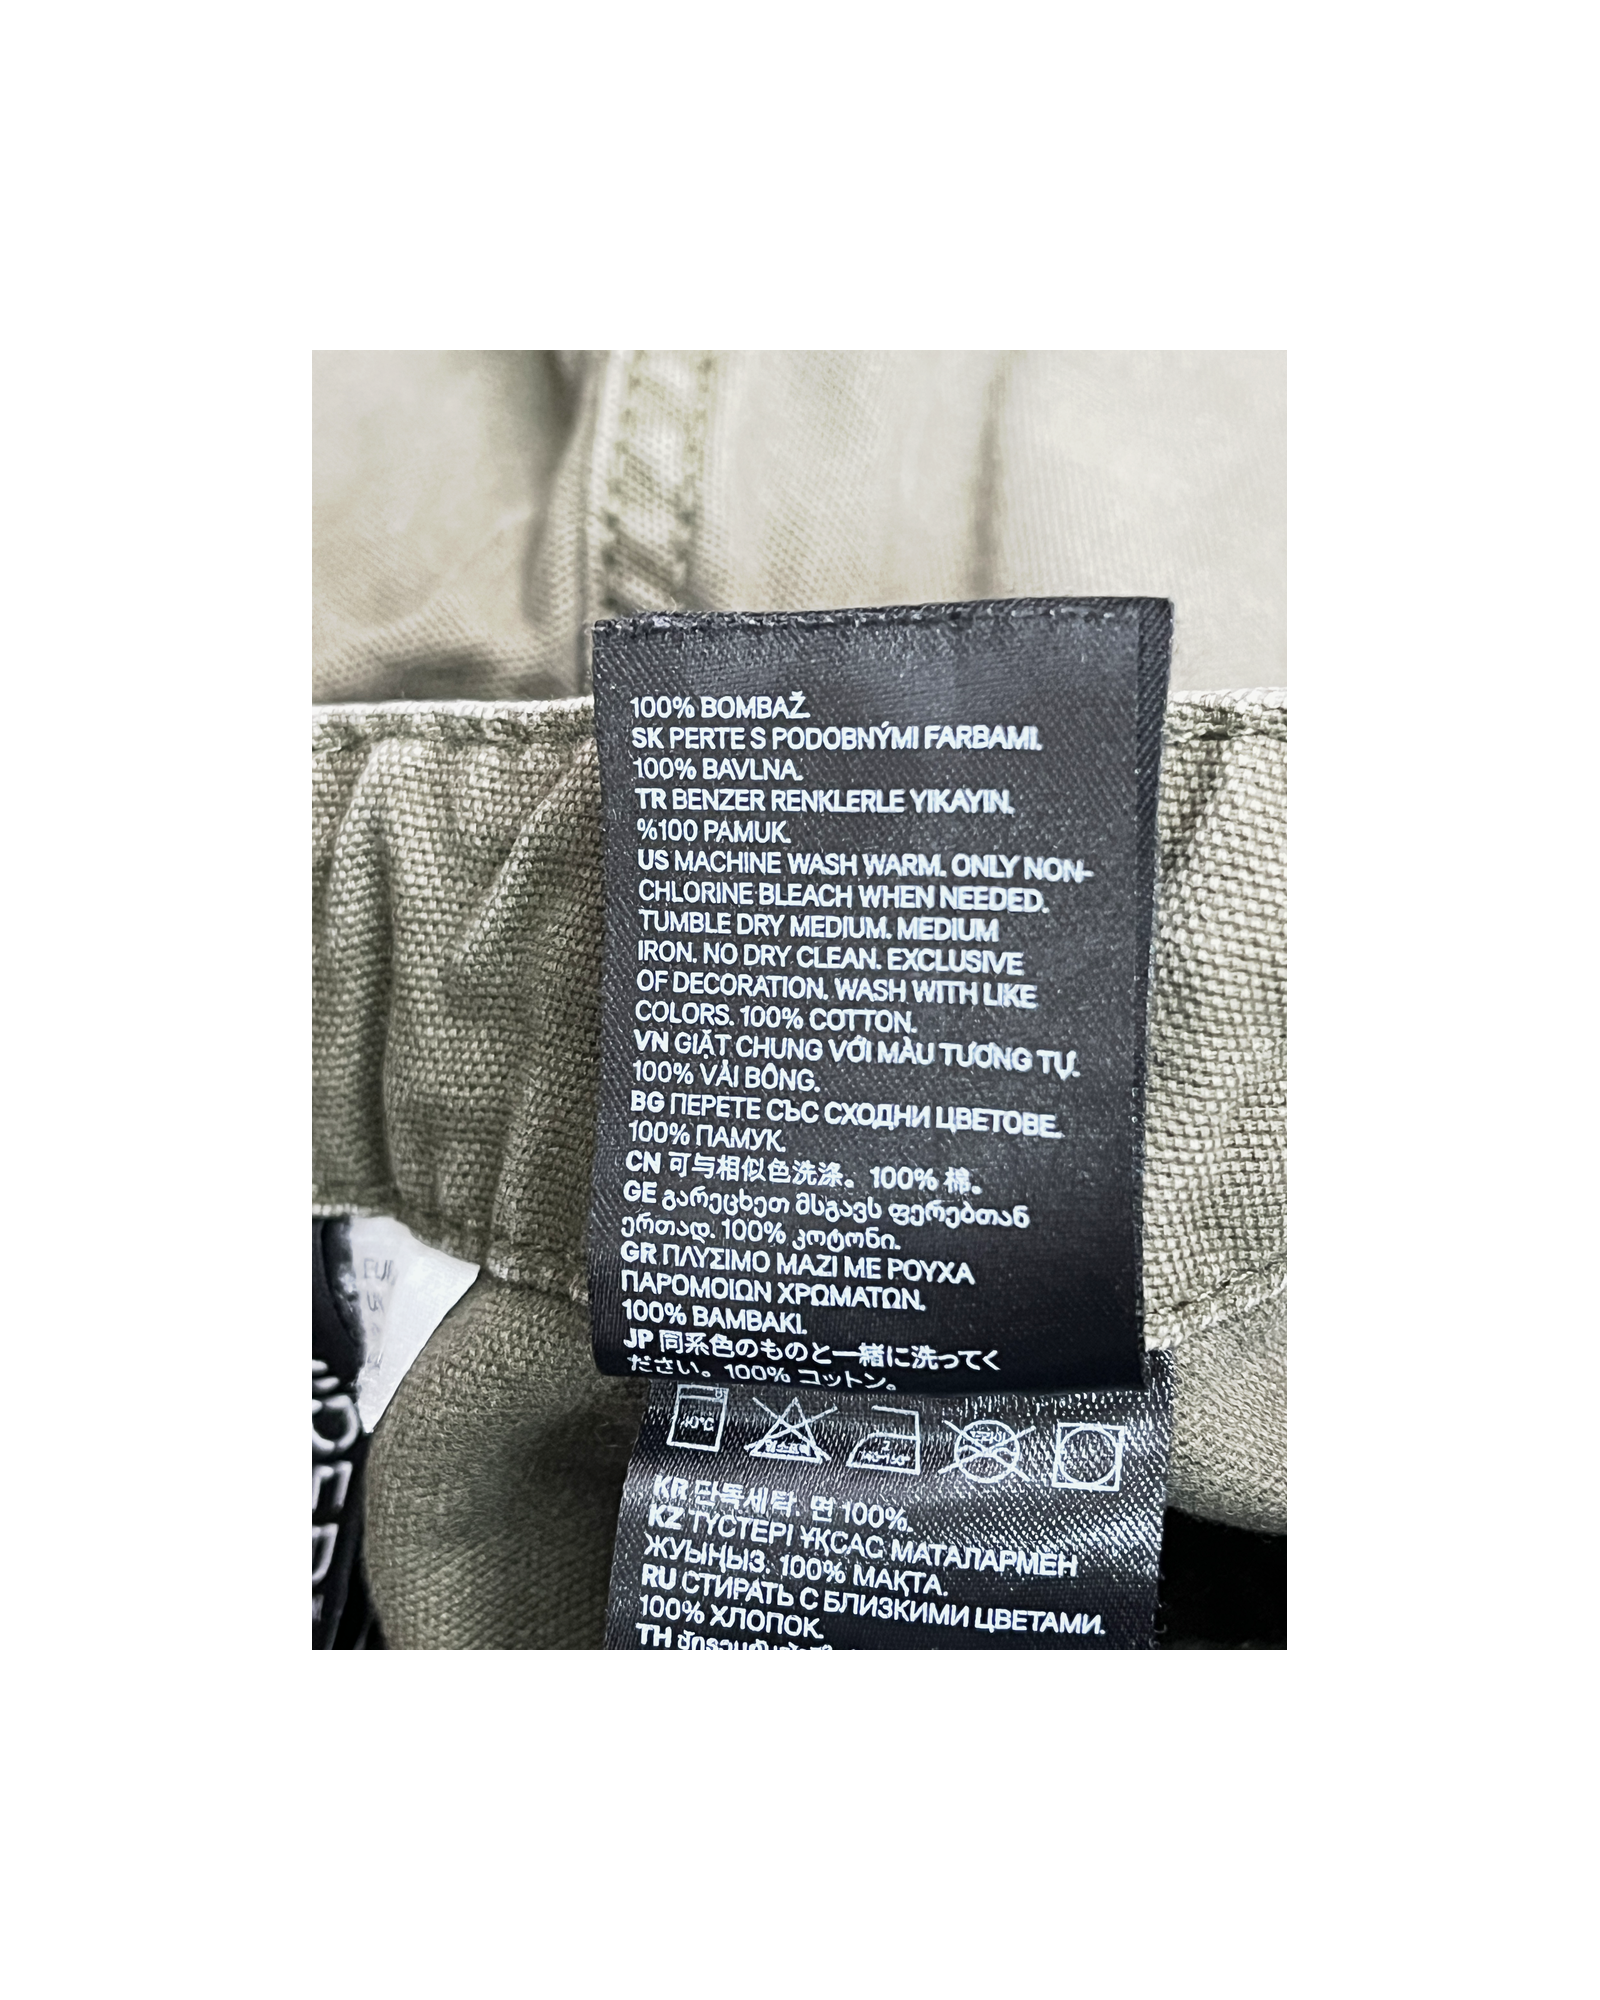 100% BOMBAŽ.
SK PERTE S PODOBNÝMI FARBAMI.
100% BAVLNA.
TR BENZER RENKLERLE YIKAYIN.
%100 PAMUK.
US MACHINE WASH WARM. ONLY NON-
CHLORINE BLEACH WHEN NEEDED.
TUMBLE DRY MEDIUM. MEDIUM
IRON. NO DRY CLEAN. EXCLUSIVE
OF DECORATION. WASH WITH LIKE
COLORS. 100% COTTON.
VN GIẶT CHUNG VỚI MÀU TƯƠNG TỰ.
100% VẢI BÔNG.
BG ПЕРЕТЕ СЪС СХОДНИ ЦВЕТОВЕ.
100% ПАМУК.
CN 可与相似色洗涤。100% 棉。
GE გარეცხეთ მსგავს ფერებთან
ერთად. 100% კოტონი.
GR ΠΛΥΣΙΜΟ ΜΑΖΙ ΜΕ ΡΟΥΧΑ
ΠΑΡΟΜΟΙΩΝ ΧΡΩΜΑΤΩΝ.
100% ΒΑΜΒΑΚΙ.
JP 同系色のものと一緒に洗ってく
ださい。100% コットン。
40°C
KR 단독세탁. 면 100%.
KZ ТҮСТЕРІ ҰҚСАС МАТАЛАРМЕН
ЖУЫҢЫЗ. 100% МАҚТА.
RU СТИРАТЬ С БЛИЗКИМИ ЦВЕТАМИ.
100% ХЛОПОК.
TH